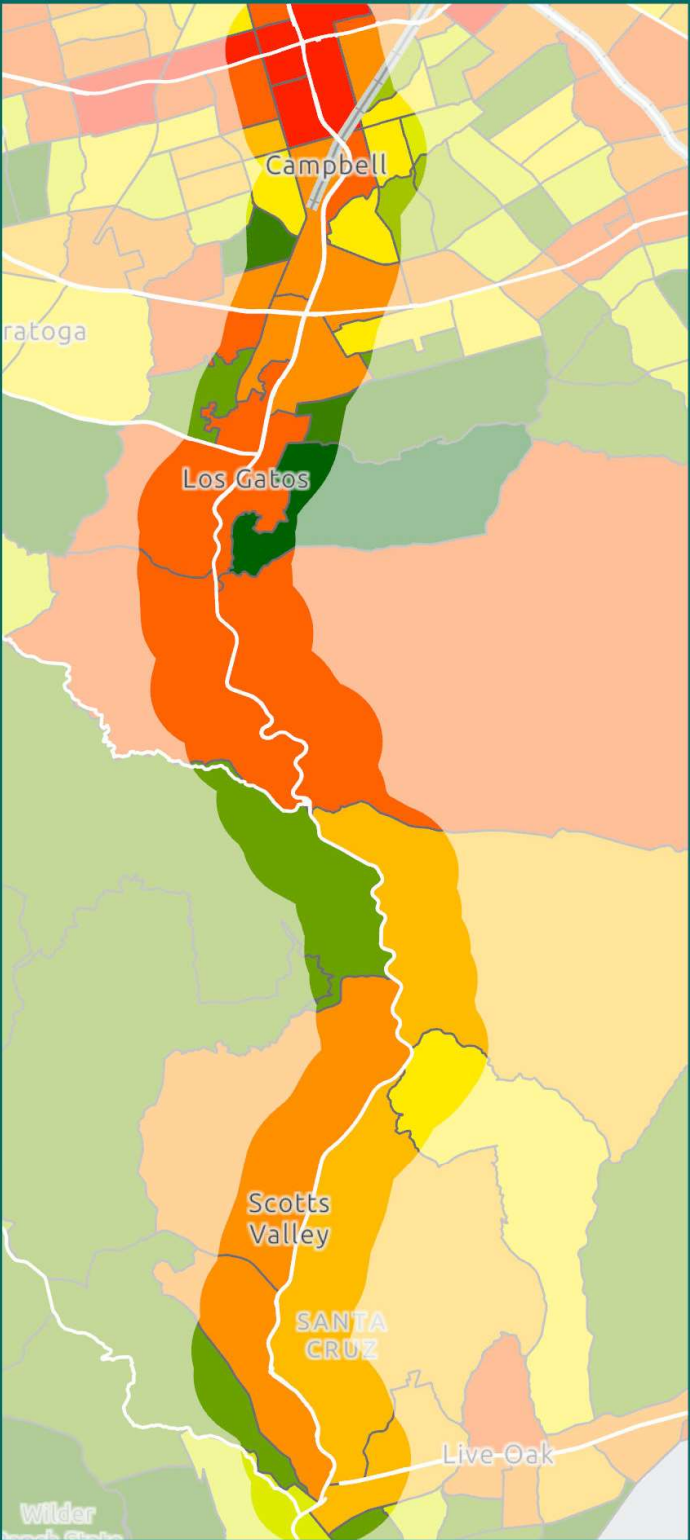 Campbell
ratoga
Los Gatos
Scotts
Valley
SANTA
CRUZ
Live Oak
Wilder